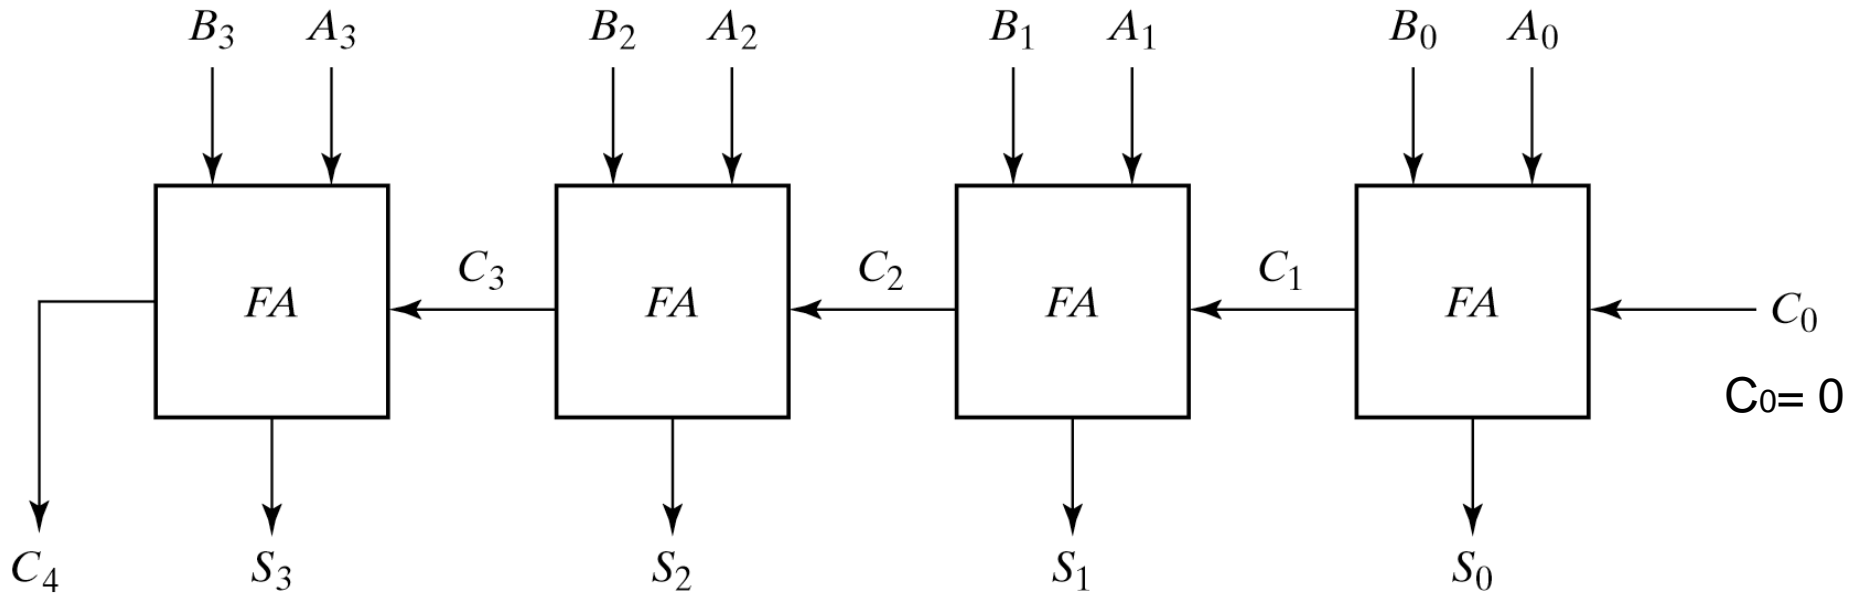 B₃ A₃ B₂ A₂ B₁ A₁ B₀ A₀
FA C₃ FA C₂ FA C₁ FA C₀
C₀= 0
C₄ S₃ S₂ S₁ S₀